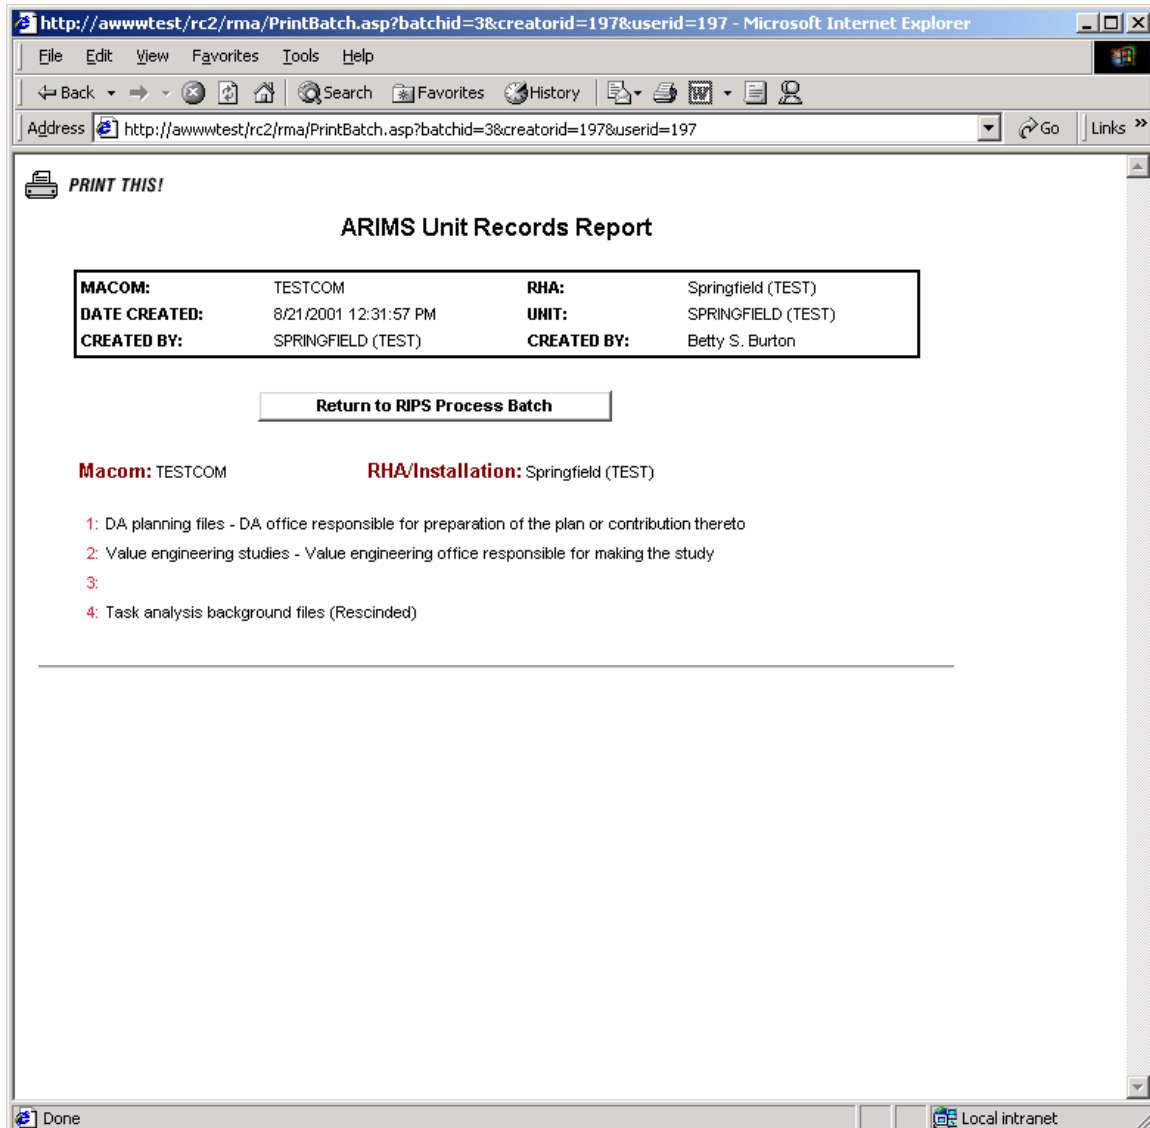 http://awwwtest/rc2/rma/PrintBatch.asp?batchid=3&creatorid=197&userid=197 - Microsoft Internet Explorer
File Edit View Favorites Tools Help
Back Search Favorites History
Address http://awwwtest/rc2/rma/PrintBatch.asp?batchid=3&creatorid=197&userid=197 Go Links »
PRINT THIS!
ARIMS Unit Records Report
MACOM: TESTCOM RHA: Springfield (TEST)
DATE CREATED: 8/21/2001 12:31:57 PM UNIT: SPRINGFIELD (TEST)
CREATED BY: SPRINGFIELD (TEST) CREATED BY: Betty S. Burton
Return to RIPS Process Batch
Macom: TESTCOM RHA/Installation: Springfield (TEST)
1: DA planning files - DA office responsible for preparation of the plan or contribution thereto
2: Value engineering studies - Value engineering office responsible for making the study
3:
4: Task analysis background files (Rescinded)
Done Local intranet